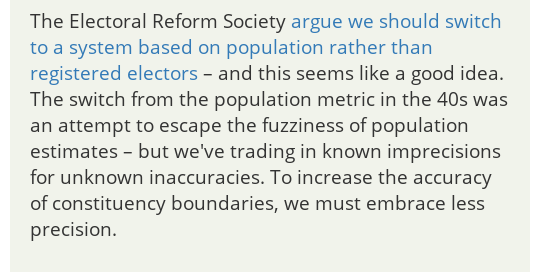 The Electoral Reform Society argue we should switch
to a system based on population rather than
registered electors – and this seems like a good idea.
The switch from the population metric in the 40s was
an attempt to escape the fuzziness of population
estimates – but we've trading in known imprecisions
for unknown inaccuracies. To increase the accuracy
of constituency boundaries, we must embrace less
precision.